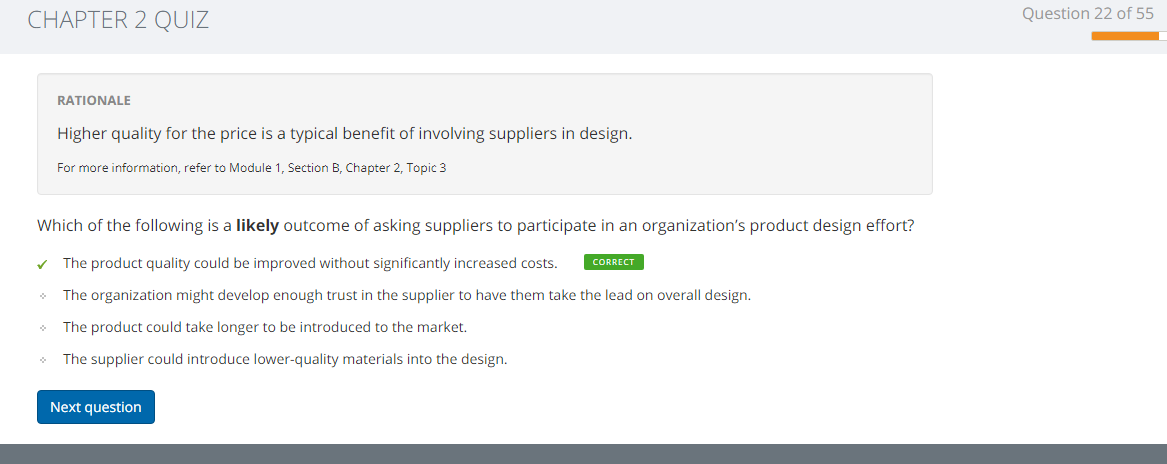 CHAPTER 2 QUIZ
Question 22 of 55
RATIONALE
Higher quality for the price is a typical benefit of involving suppliers in design.
For more information, refer to Module 1, Section B, Chapter 2, Topic 3
Which of the following is a likely outcome of asking suppliers to participate in an organization's product design effort?
The product quality could be improved without significantly increased costs. CORRECT
The organization might develop enough trust in the supplier to have them take the lead on overall design.
The product could take longer to be introduced to the market.
The supplier could introduce lower-quality materials into the design.
Next question